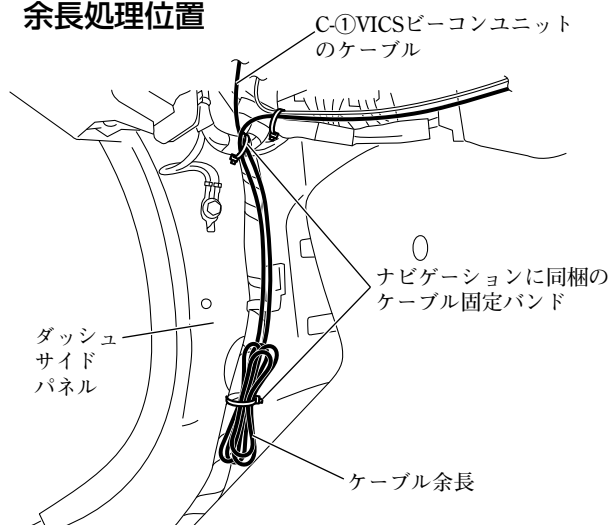 余長処理位置
C-①VICSビーコンユニット
のケーブル
ナビゲーションに同梱の
ケーブル固定バンド
ダッシュ
サイド
パネル
ケーブル余長